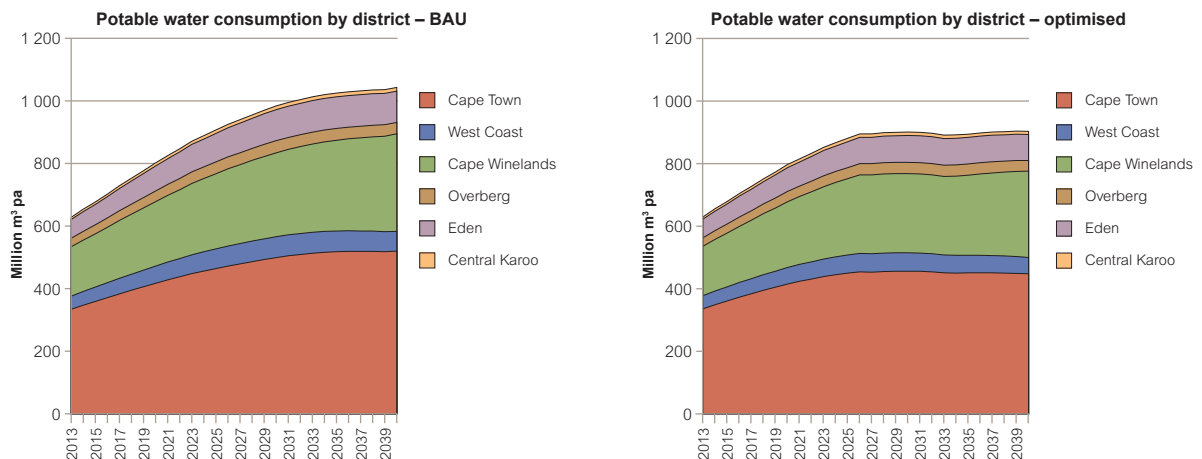 Potable water consumption by district – BAU
Million m³ pa
1 200
1 000
800
600
400
200
0
2013
2015
2017
2019
2021
2023
2025
2027
2029
2031
2033
2035
2037
2039
Cape Town
West Coast
Cape Winelands
Overberg
Eden
Central Karoo
Potable water consumption by district – optimised
Million m³ pa
1 200
1 000
800
600
400
200
0
2013
2015
2017
2019
2021
2023
2025
2027
2029
2031
2033
2035
2037
2039
Cape Town
West Coast
Cape Winelands
Overberg
Eden
Central Karoo